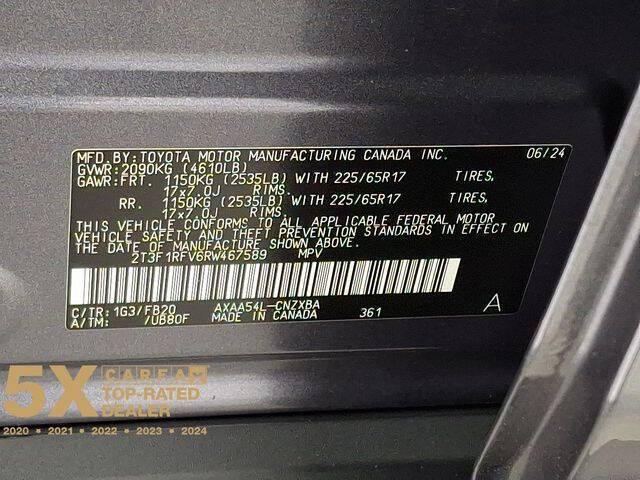 MFD.BY:TOYOTA MOTOR MANUFACTURING CANADA INC. 06/24
GVWR:2090KG (4610LB)
GAWR:FRT. 1150KG (2535LB) WITH 225/65R17 TIRES,
17x7.0J RIMS.
RR. 1150KG (2535LB) WITH 225/65R17 TIRES,
17x7.0J RIMS.
THIS VEHICLE CONFORMS TO ALL APPLICABLE FEDERAL MOTOR
VEHICLE SAFETY AND THEFT PREVENTION STANDARDS IN EFFECT ON
THE DATE OF MANUFACTURE SHOWN ABOVE.
2T3F1RFV6RW467589 MPV
C/TR: 1G3/FB20 AXAA54L-CNZXBA 361
A/TM: /UB80F MADE IN CANADA A
5X CARFAX
TOP-RATED
DEALER
2020 • 2021 • 2022 • 2023 • 2024